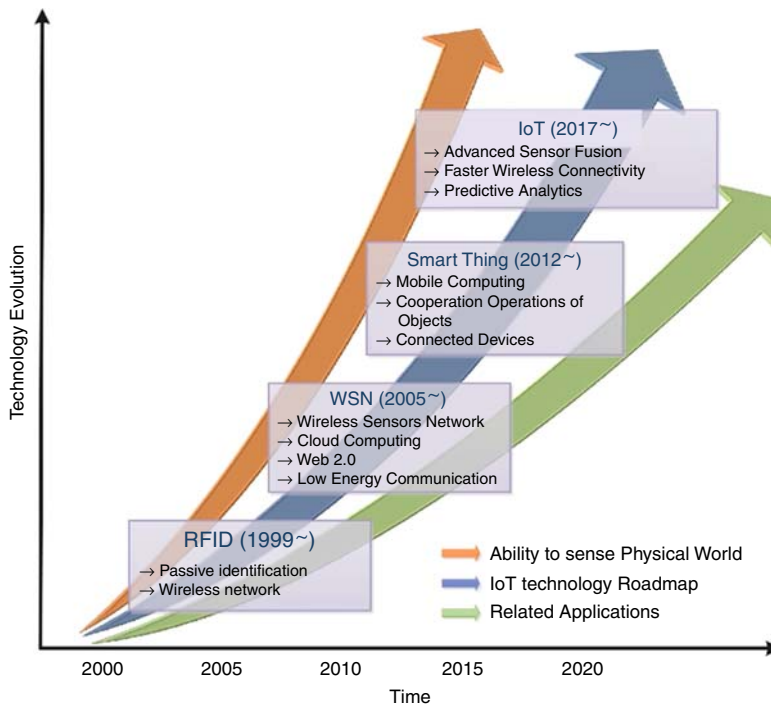 Technology Evolution
IoT (2017~)
→ Advanced Sensor Fusion
→ Faster Wireless Connectivity
→ Predictive Analytics
Smart Thing (2012~)
→ Mobile Computing
→ Cooperation Operations of
Objects
→ Connected Devices
WSN (2005~)
→ Wireless Sensors Network
→ Cloud Computing
→ Web 2.0
→ Low Energy Communication
RFID (1999~)
→ Passive identification
→ Wireless network
Ability to sense Physical World
IoT technology Roadmap
Related Applications
2000 2005 2010 2015 2020
Time